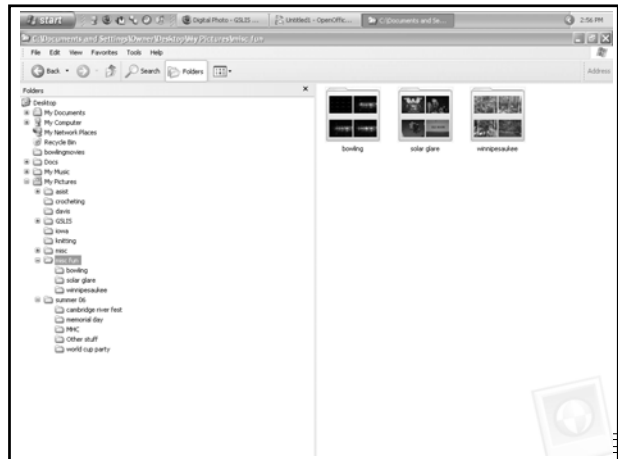 start
Digital Photo - GSLIS ...
Untitled1 - OpenOffic...
C:\Documents and Se...
2:56 PM
C:\Documents and Settings\Owner\Desktop\My Pictures\misc fun
File Edit View Favorites Tools Help
Back Search Folders Address
Folders x
Desktop
My Documents
My Computer
My Network Places
Recycle Bin
bowlingmovies
Docs
My Music
My Pictures
asist
crocheting
davis
GSLIS
iowa
knitting
misc
misc fun
bowling
solar glare
winnipesaukee
summer 06
cambridge river fest
memorial day
MHC
Other stuff
world cup party
bowling
solar glare
winnipesaukee